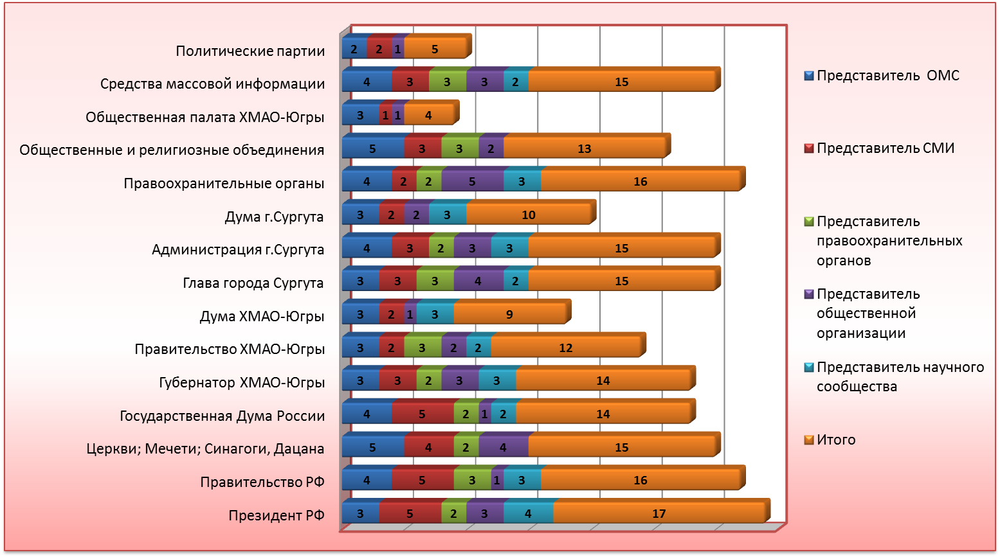 Политические партии
2 2 1 5
Средства массовой информации
4 3 3 3 2 15
Общественная палата ХМАО-Югры
3 1 1 4
Общественные и религиозные объединения
5 3 3 2 13
Правоохранительные органы
4 2 2 5 3 16
Дума г.Сургута
3 2 2 3 10
Администрация г.Сургута
4 3 2 3 3 15
Глава города Сургута
3 3 3 4 2 15
Дума ХМАО-Югры
3 2 1 3 9
Правительство ХМАО-Югры
3 2 3 2 2 12
Губернатор ХМАО-Югры
3 3 2 3 3 14
Государственная Дума России
4 5 2 1 2 14
Церкви; Мечети; Синагоги, Дацана
5 4 2 4 15
Правительство РФ
4 5 3 1 3 16
Президент РФ
3 5 2 3 4 17
Представитель ОМС
Представитель СМИ
Представитель
правоохранительных
органов
Представитель
общественной
организации
Представитель научного
сообщества
Итого